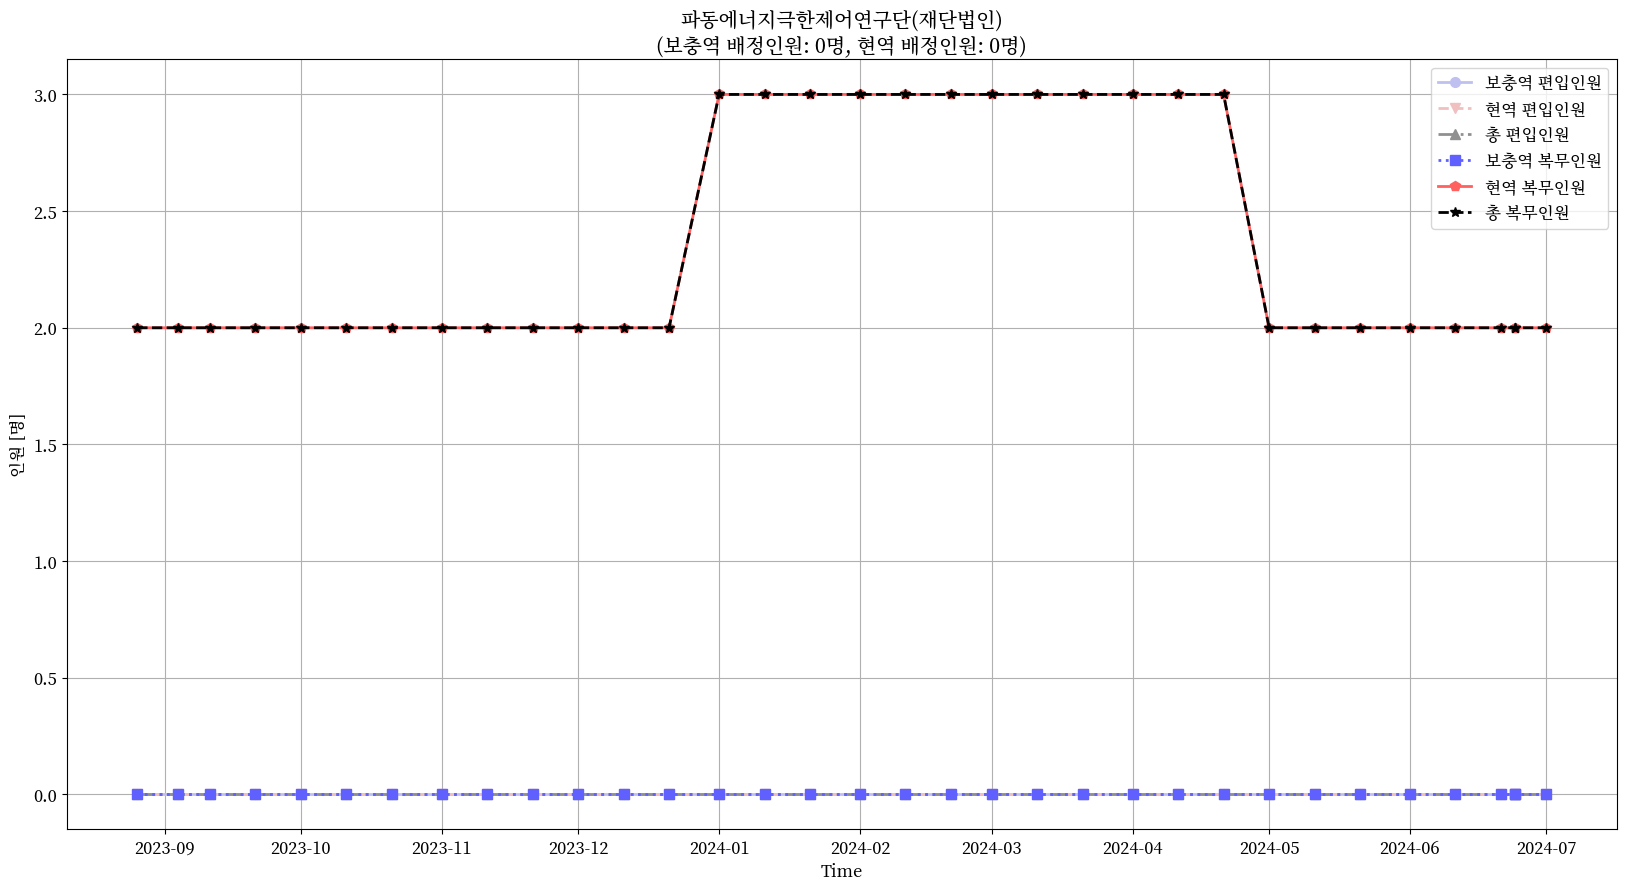 파동에너지극한제어연구단(재단법인)
(보충역 배정인원: 0명, 현역 배정인원: 0명)
보충역 편입인원
현역 편입인원
총 편입인원
보충역 복무인원
현역 복무인원
총 복무인원
인원 [명]
3.0
2.5
2.0
1.5
1.0
0.5
0.0
2023-09 2023-10 2023-11 2023-12 2024-01 2024-02 2024-03 2024-04 2024-05 2024-06 2024-07
Time